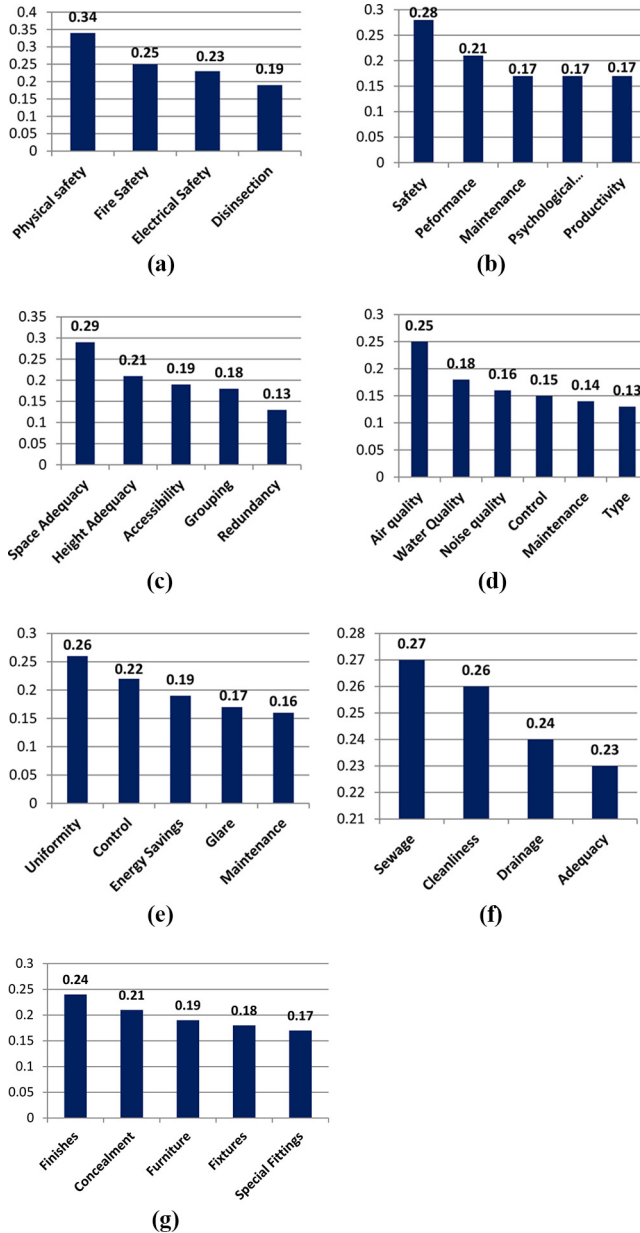 0.4
0.35
0.3
0.25
0.2
0.15
0.1
0.05
0
0.34
0.25
0.23
0.19
Physical safety
Fire Safety
Electrical Safety
Disinsection
(a)
0.3
0.25
0.2
0.15
0.1
0.05
0
0.28
0.21
0.17
0.17
0.17
Safety
Peformance
Maintenance
Psychological...
Productivity
(b)
0.35
0.3
0.25
0.2
0.15
0.1
0.05
0
0.29
0.21
0.19
0.18
0.13
Space Adequacy
Height Adequacy
Accessibility
Grouping
Redundancy
(c)
0.3
0.25
0.2
0.15
0.1
0.05
0
0.25
0.18
0.16
0.15
0.14
0.13
Air quality
Water Quality
Noise quality
Control
Maintenance
Type
(d)
0.3
0.25
0.2
0.15
0.1
0.05
0
0.26
0.22
0.19
0.17
0.16
Uniformity
Control
Energy Savings
Glare
Maintenance
(e)
0.28
0.27
0.26
0.25
0.24
0.23
0.22
0.21
0.27
0.26
0.24
0.23
Sewage
Cleanliness
Drainage
Adequacy
(f)
0.3
0.25
0.2
0.15
0.1
0.05
0
0.24
0.21
0.19
0.18
0.17
Finishes
Concealment
Furniture
Fixtures
Special Fittings
(g)